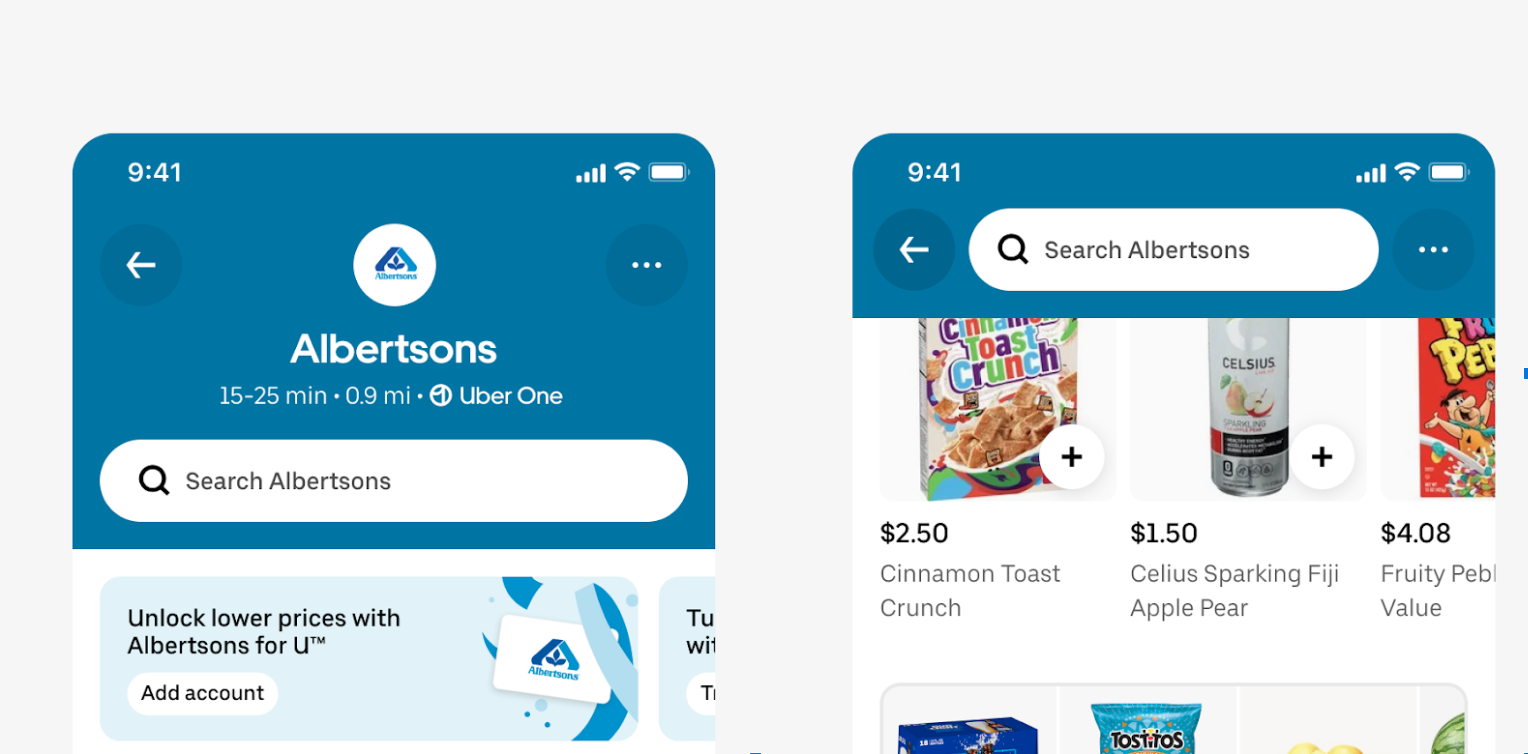 9:41
Albertsons
Albertsons
15-25 min • 0.9 mi • Uber One
Search Albertsons
Unlock lower prices with
Albertsons for U™
Add account
Albertsons
Tu
wit
9:41
Search Albertsons
Cinnamon
Toast
Crunch
CELSIUS
SPARKLING
$2.50
Cinnamon Toast
Crunch
$1.50
Celius Sparking Fiji
Apple Pear
$4.08
Fruity Pebl
Value
TOSTITOS